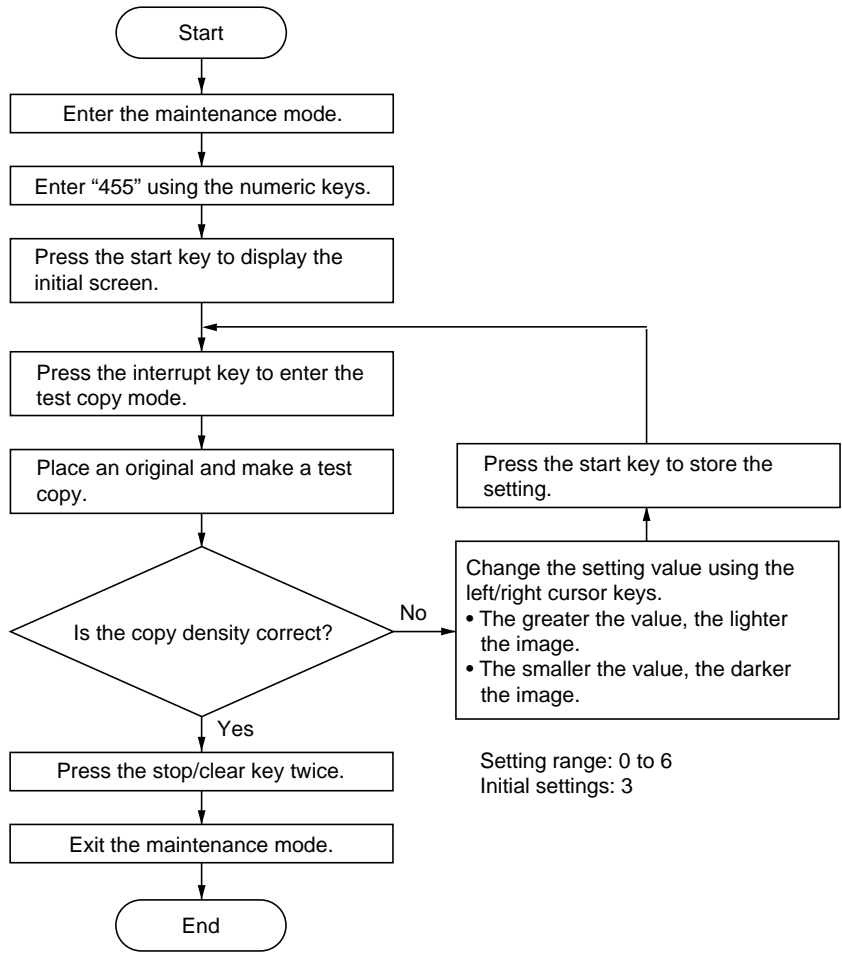 Start
Enter the maintenance mode.
Enter “455” using the numeric keys.
Press the start key to display the
initial screen.
Press the interrupt key to enter the
test copy mode.
Place an original and make a test
copy.
Is the copy density correct?
No
Change the setting value using the
left/right cursor keys.
• The greater the value, the lighter
the image.
• The smaller the value, the darker
the image.
Press the start key to store the
setting.
Setting range: 0 to 6
Initial settings: 3
Yes
Press the stop/clear key twice.
Exit the maintenance mode.
End